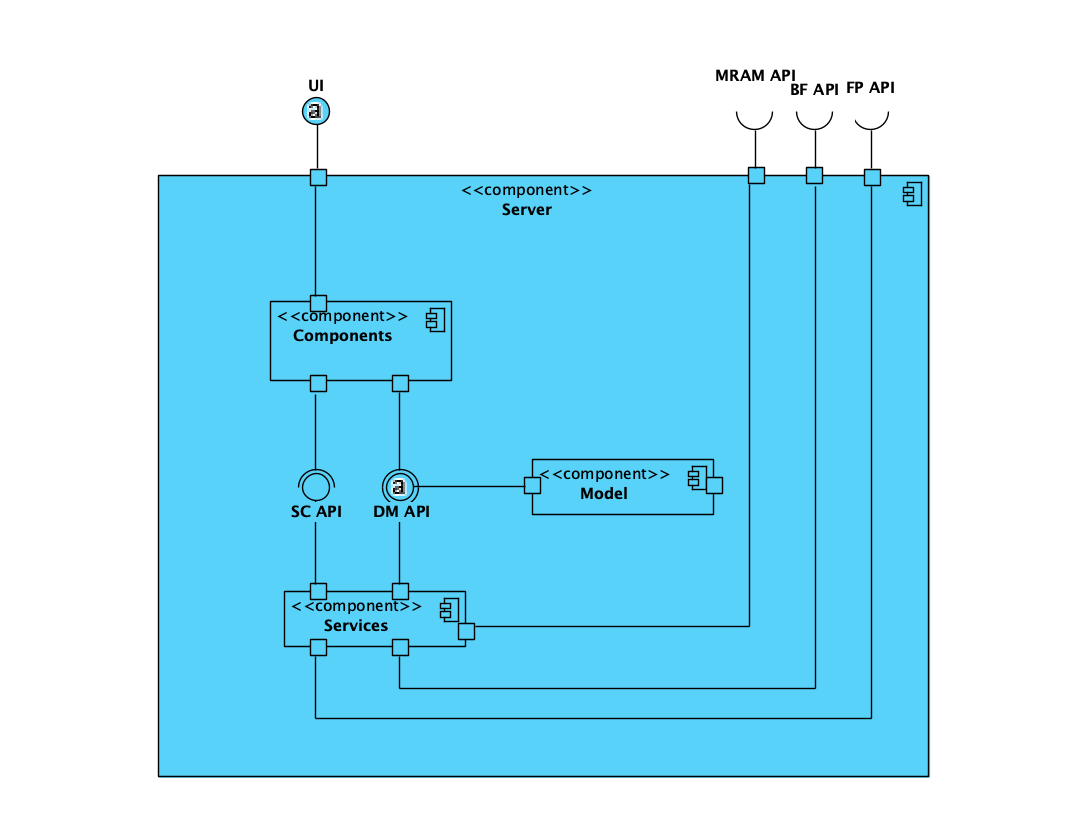 UI
MRAM API
BF API
FP API
<<component>>
Server
<<component>>
Components
<<component>>
Model
SC API
DM API
<<component>>
Services
a
a